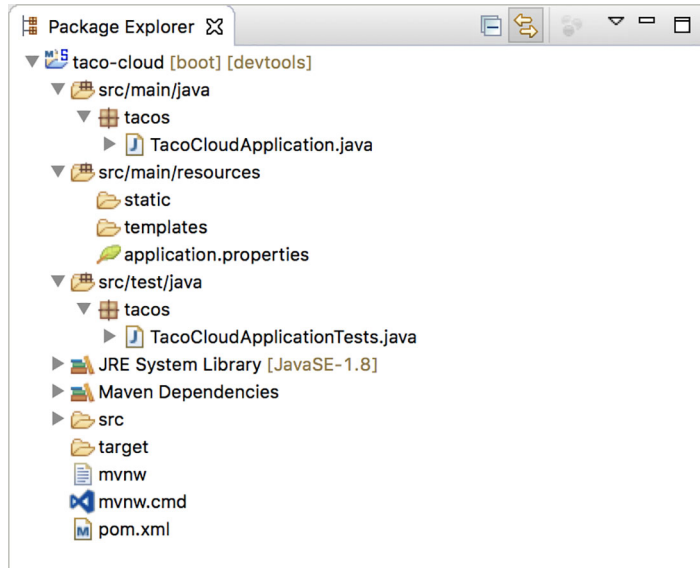 Package Explorer
taco-cloud [boot] [devtools]
src/main/java
tacos
TacoCloudApplication.java
src/main/resources
static
templates
application.properties
src/test/java
tacos
TacoCloudApplicationTests.java
JRE System Library [JavaSE-1.8]
Maven Dependencies
src
target
mvnw
mvnw.cmd
pom.xml